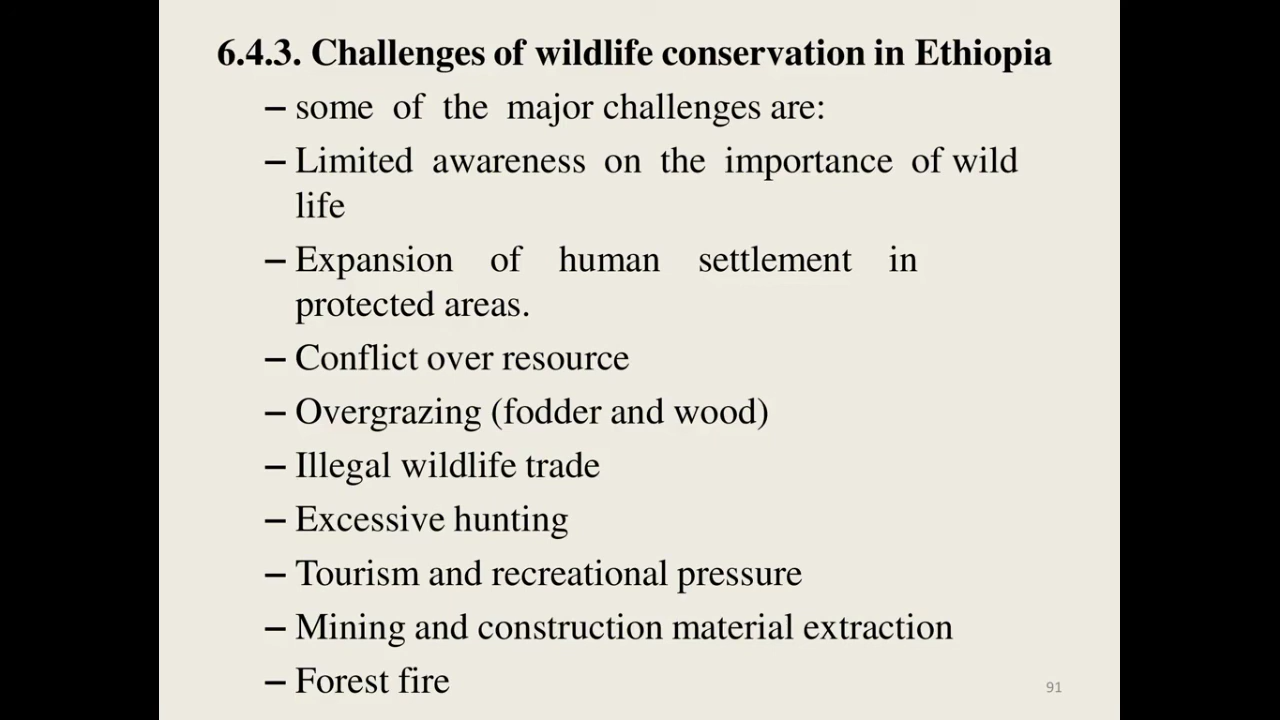 6.4.3. Challenges of wildlife conservation in Ethiopia
– some of the major challenges are:
– Limited awareness on the importance of wild
life
– Expansion of human settlement in
protected areas.
– Conflict over resource
– Overgrazing (fodder and wood)
– Illegal wildlife trade
– Excessive hunting
– Tourism and recreational pressure
– Mining and construction material extraction
– Forest fire
91